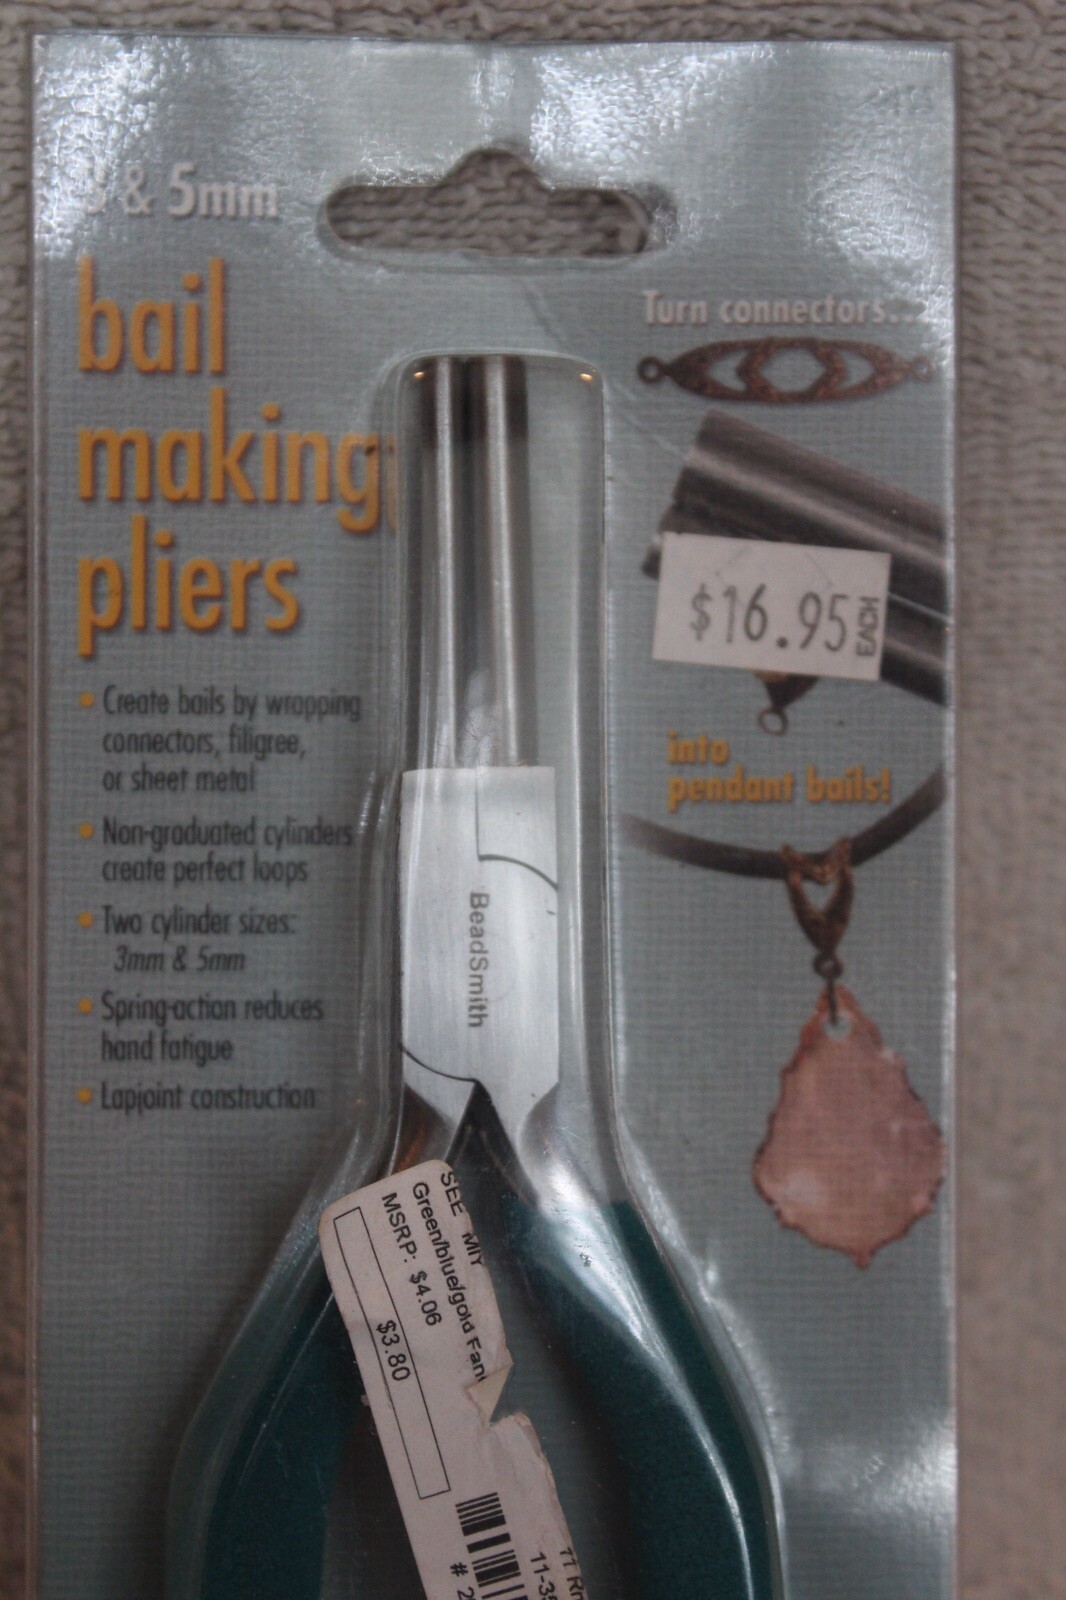 & 5mm
bail
making
pliers
• Create bails by wrapping
connectors, filigree,
or sheet metal
• Non-graduated cylinders
create perfect loops
• Two cylinder sizes:
3mm & 5mm
• Spring-action reduces
hand fatigue
• Lapjoint construction
Turn connectors...
$16.95 EACH
into
pendant bails!
BeadSmith
SEE MIY
Green/blue/gold
MSRP: $4.06
$3.80